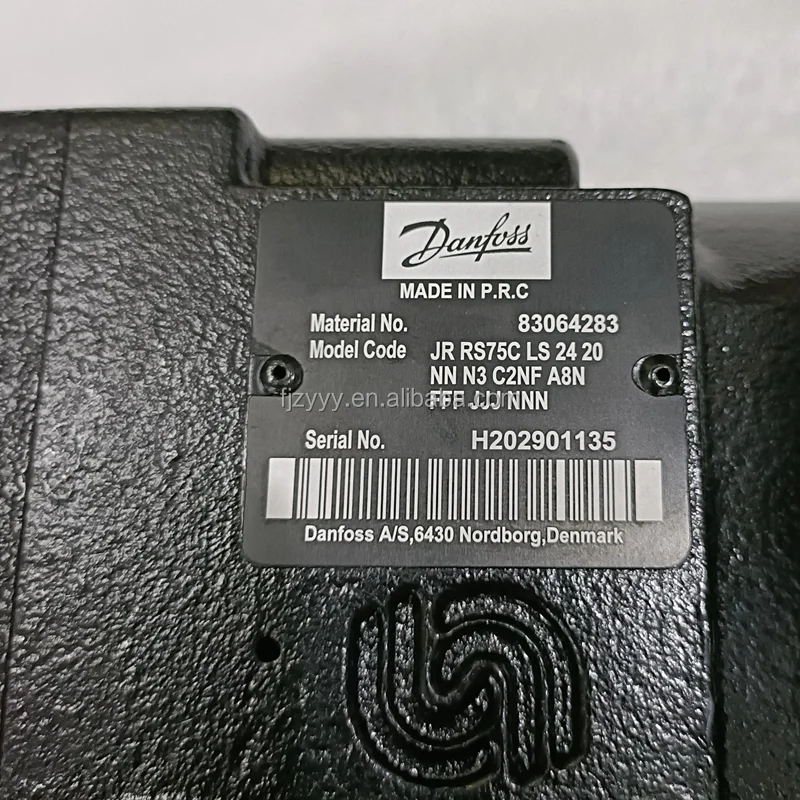 Danfoss
MADE IN P.R.C
Material No. 83064283
Model Code JR RS75C LS 24 20
NN N3 C2NF A8N
FFF JJJ NNN
fjzyyy.en.alibaba.com
Serial No. H202901135
Danfoss A/S,6430 Nordborg,Denmark